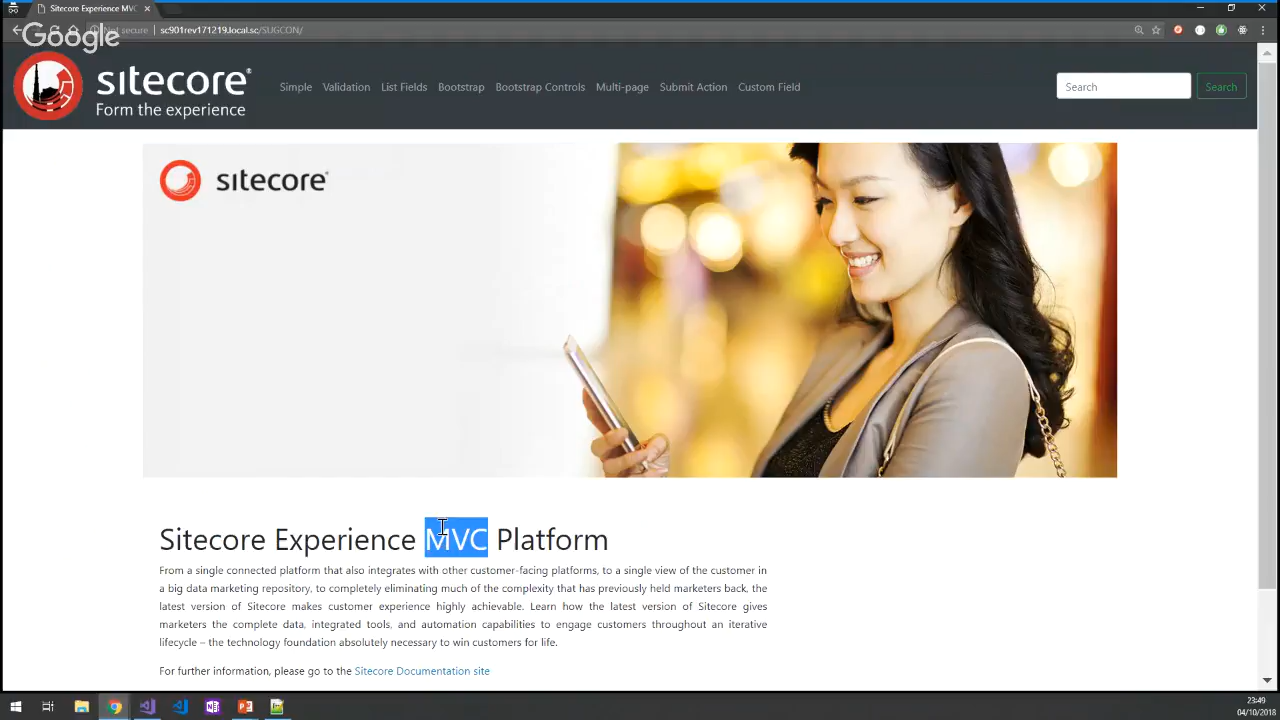 Sitecore Experience MVC
Google
Not secure
sc901rev171219.local.sc/SUGCON/
sitecore
Form the experience
Simple
Validation
List Fields
Bootstrap
Bootstrap Controls
Multi-page
Submit Action
Custom Field
Search
Search
sitecore
Sitecore Experience MVC Platform
From a single connected platform that also integrates with other customer-facing platforms, to a single view of the customer in
a big data marketing repository, to completely eliminating much of the complexity that has previously held marketers back, the
latest version of Sitecore makes customer experience highly achievable. Learn how the latest version of Sitecore gives
marketers the complete data, integrated tools, and automation capabilities to engage customers throughout an iterative
lifecycle – the technology foundation absolutely necessary to win customers for life.
For further information, please go to the Sitecore Documentation site
23:49
04/10/2018